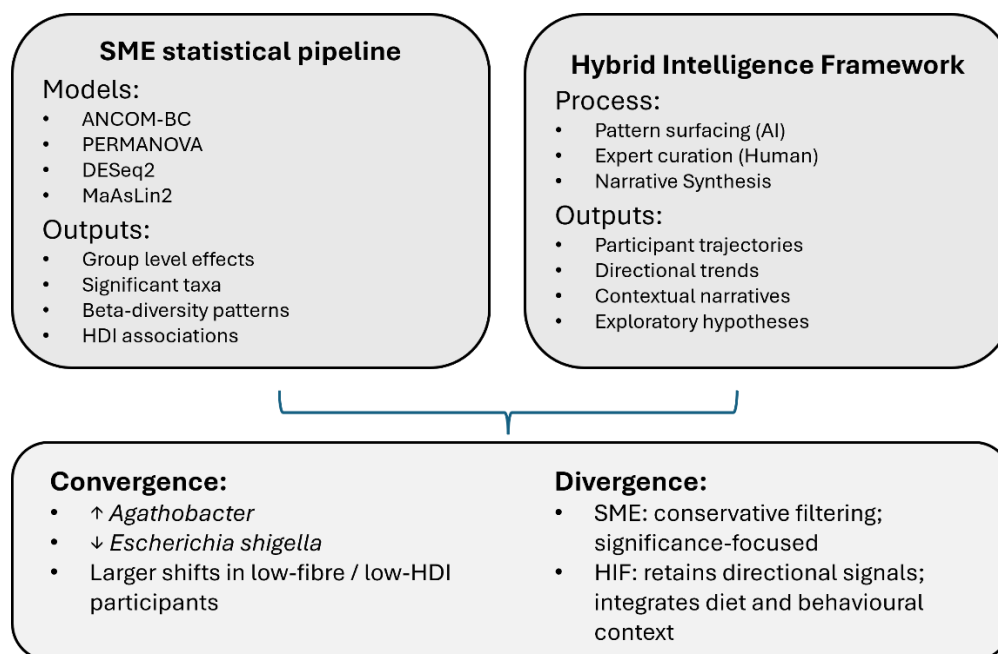 SME statistical pipeline
Models:
• ANCOM-BC
• PERMANOVA
• DESeq2
• MaAsLin2
Outputs:
• Group level effects
• Significant taxa
• Beta-diversity patterns
• HDI associations
Hybrid Intelligence Framework
Process:
• Pattern surfacing (AI)
• Expert curation (Human)
• Narrative Synthesis
Outputs:
• Participant trajectories
• Directional trends
• Contextual narratives
• Exploratory hypotheses
Convergence:
• ↑ Agathobacter
• ↓ Escherichia shigella
• Larger shifts in low-fibre / low-HDI
participants
Divergence:
• SME: conservative filtering;
significance-focused
• HIF: retains directional signals;
integrates diet and behavioural
context